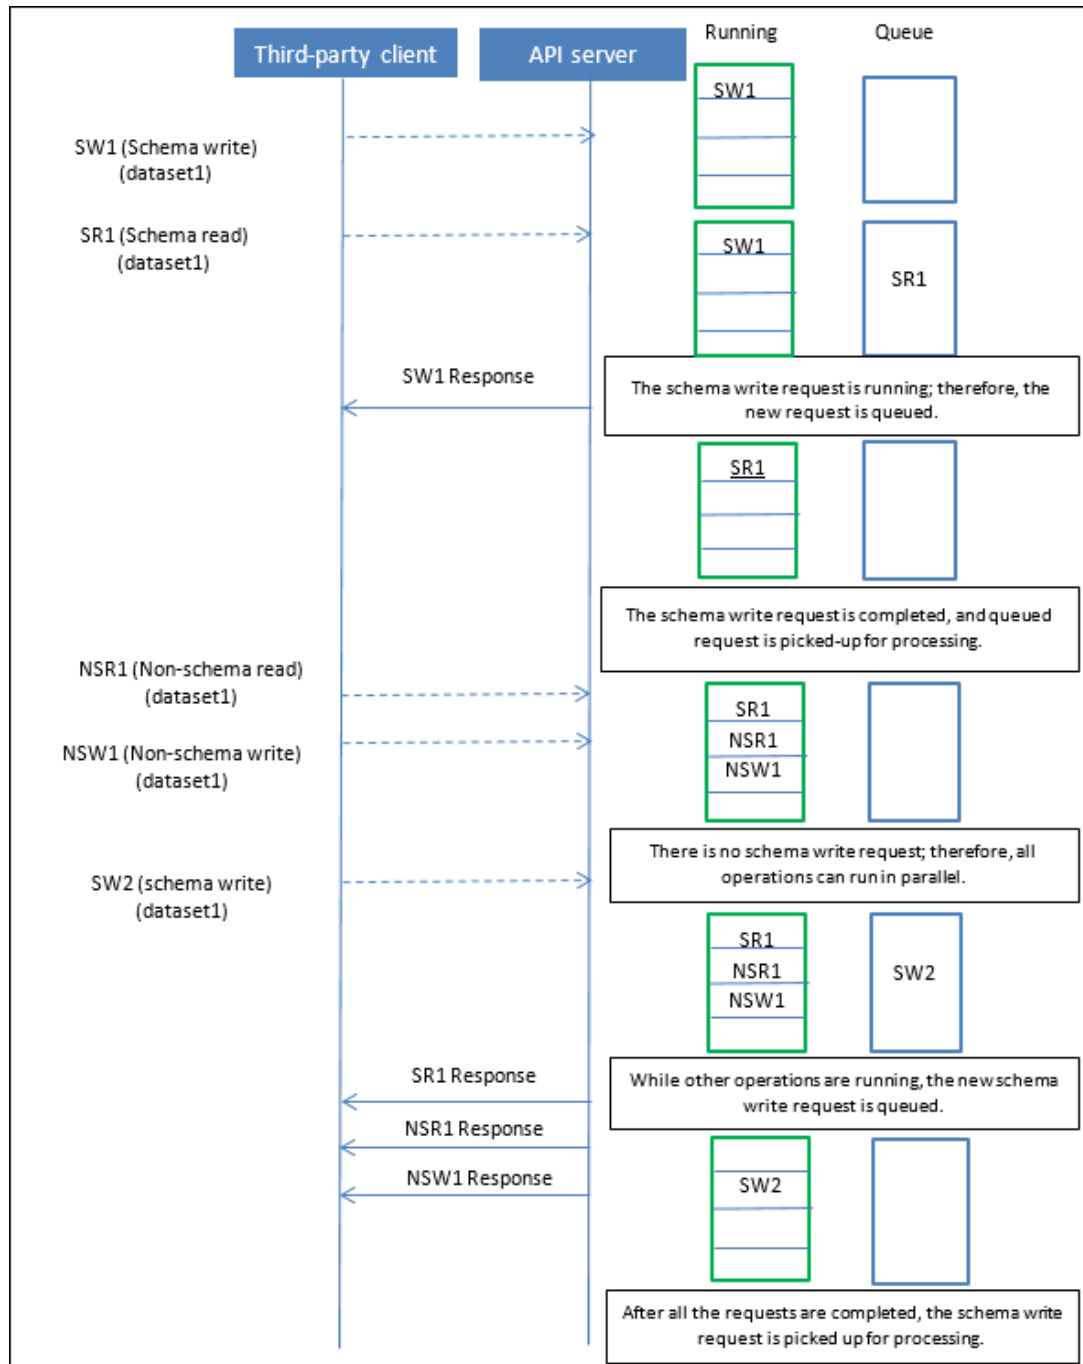 Running Queue
Third-party client API server
SW1
SW1 (Schema write)
(dataset1)
SR1 (Schema read)
(dataset1)
SW1
SR1
SW1 Response
The schema write request is running; therefore, the
new request is queued.
SR1
The schema write request is completed, and queued
request is picked-up for processing.
NSR1 (Non-schema read)
(dataset1)
NSW1 (Non-schema write)
(dataset1)
SR1
NSR1
NSW1
There is no schema write request; therefore, all
operations can run in parallel.
SW2 (schema write)
(dataset1)
SR1
NSR1
NSW1
SW2
While other operations are running, the new schema
write request is queued.
SR1 Response
NSR1 Response
NSW1 Response
SW2
After all the requests are completed, the schema write
request is picked up for processing.